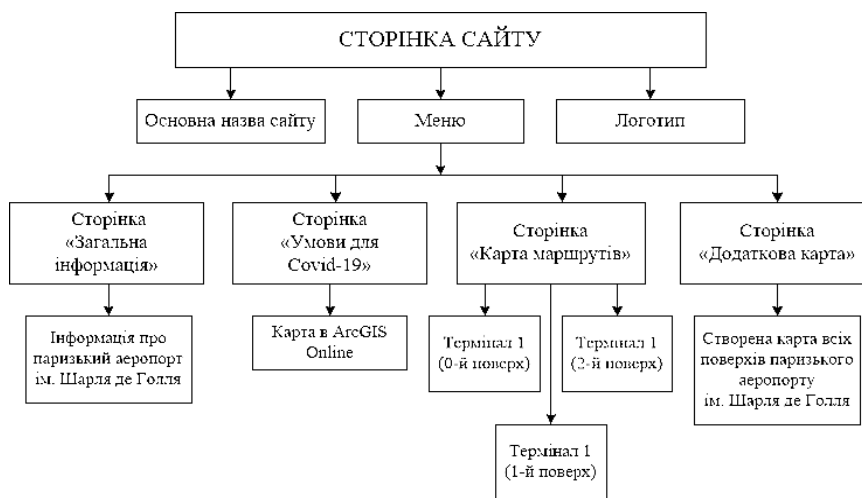 СТОРІНКА САЙТУ
Основна назва сайту
Меню
Логотип
Сторінка
«Загальна
інформація»
Сторінка
«Умови для
Covid-19»
Сторінка
«Карта маршрутів»
Сторінка
«Додаткова карта»
Інформація про
паризький аеропорт
ім. Шарля де Голля
Карта в ArcGIS
Online
Термінал 1
(0-й поверх)
Термінал 1
(2-й поверх)
Створена карта всіх
поверхів паризького
аеропорту
ім. Шарля де Голля
Термінал 1
(1-й поверх)